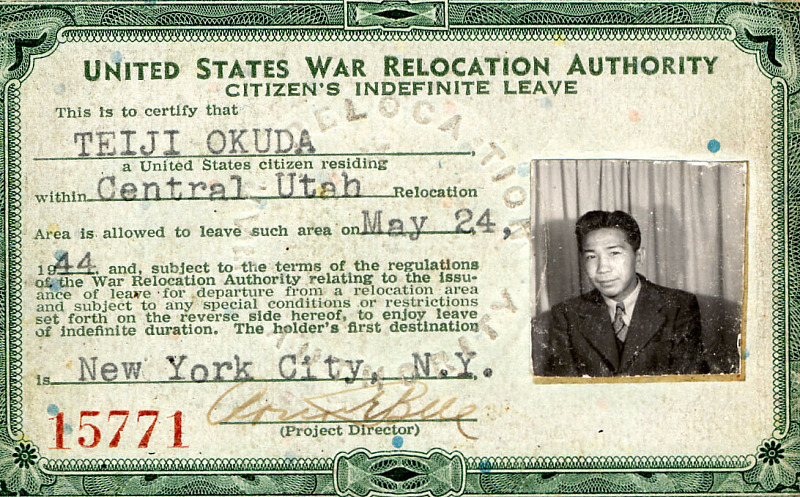 UNITED STATES WAR RELOCATION AUTHORITY
CITIZEN'S INDEFINITE LEAVE
This is to certify that
TEIJI OKUDA,
a United States citizen residing
within Central Utah Relocation
Area is allowed to leave such area on May 24,
1944, and, subject to the terms of the regulations
of the War Relocation Authority relating to the issu-
ance of leave for departure from a relocation area
and subject to any special conditions or restrictions
set forth on the reverse side hereof, to enjoy leave
of indefinite duration. The holder's first destination
is New York City, N.Y.
(Project Director)
15771
RELOCATION
AUTHORITY